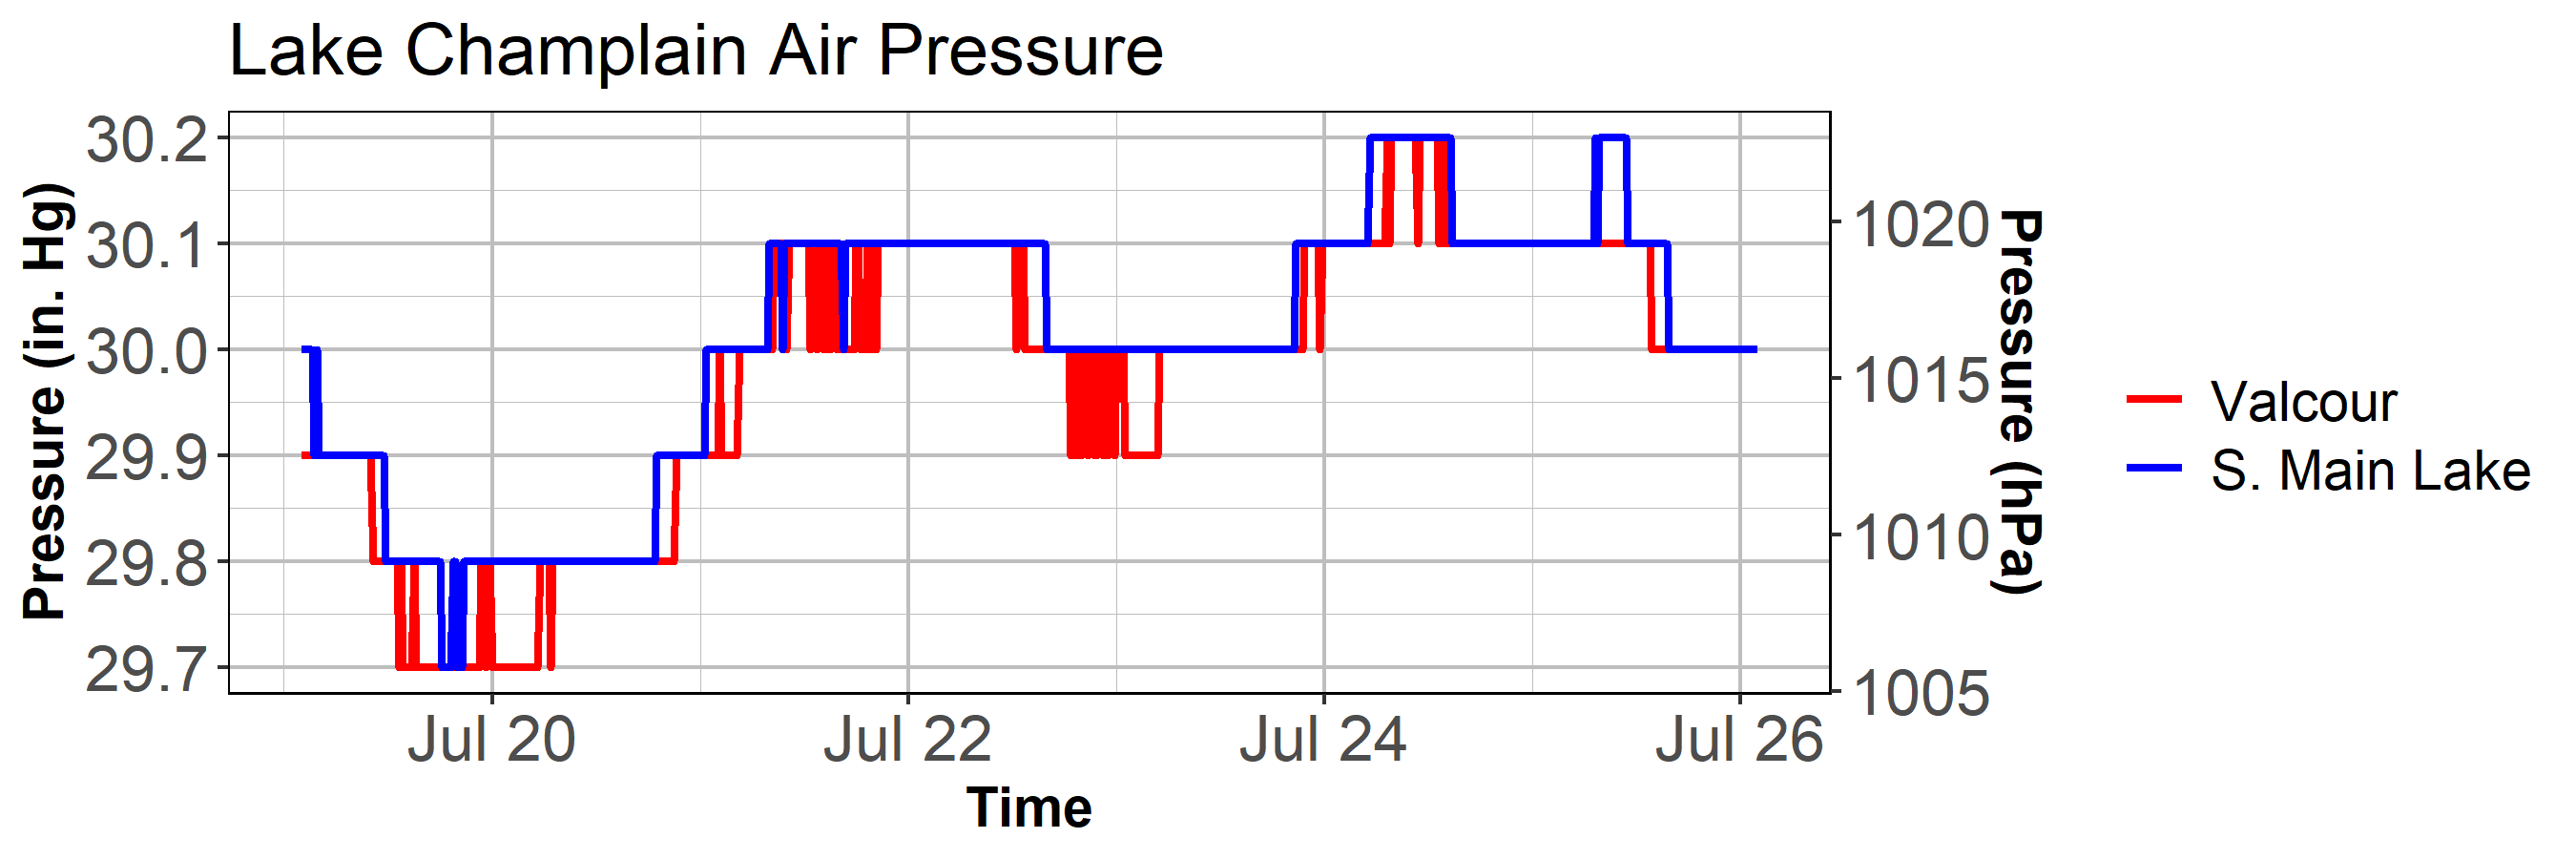 Lake Champlain Air Pressure
Pressure (in. Hg)
30.2
30.1
30.0
29.9
29.8
29.7
1020
1015
1010
1005
Pressure (hPa)
Jul 20 Jul 22 Jul 24 Jul 26
Time
Valcour
S. Main Lake